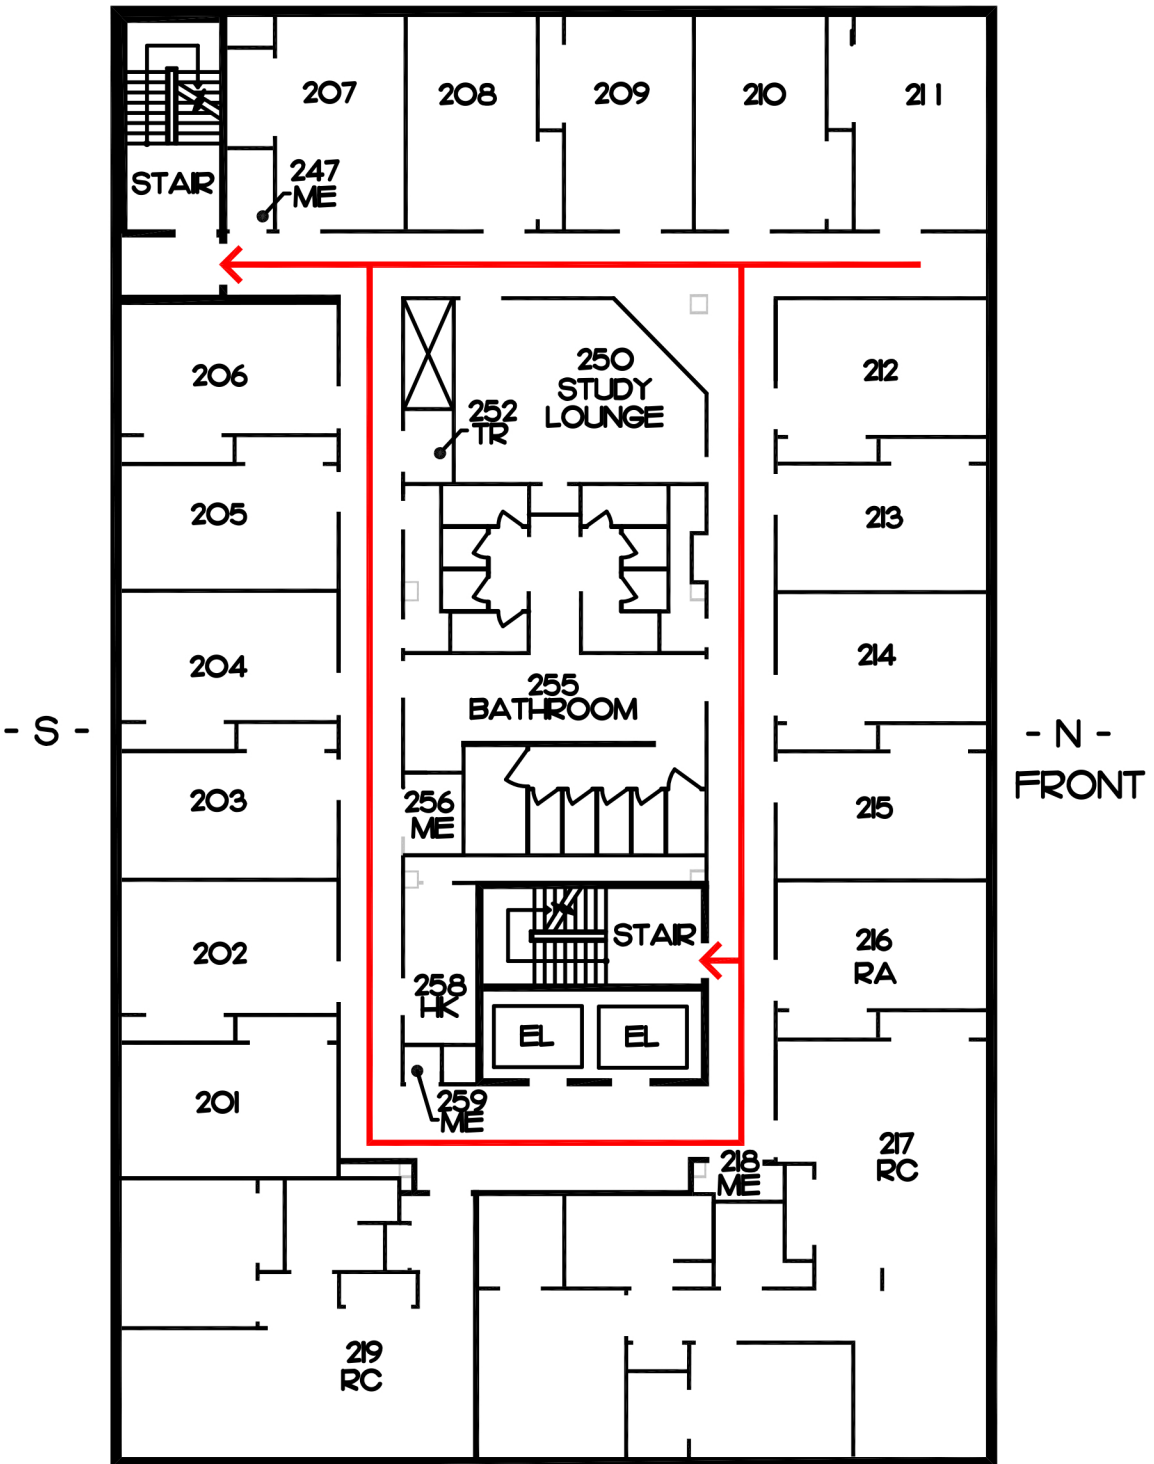 207
208
209
210
211
247
ME
STAIR
206
250
STUDY
LOUNGE
212
252
TR
205
213
204
214
255
BATHROOM
- S -
- N -
FRONT
203
256
ME
215
202
STAIR
216
RA
258
HK
EL
EL
201
259
ME
217
RC
218
ME
219
RC